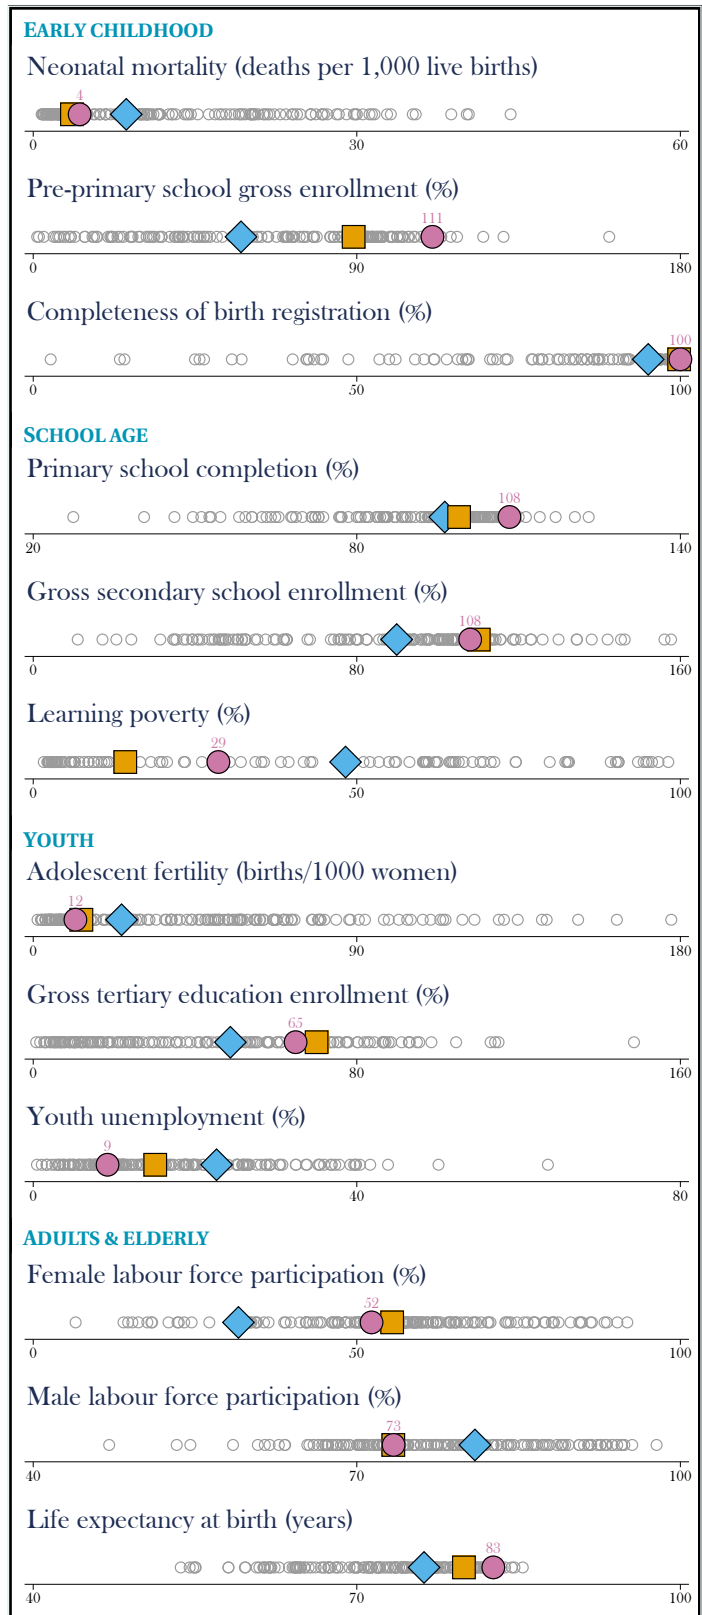 EARLY CHILDHOOD
Neonatal mortality (deaths per 1,000 live births)
4
0 30 60
Pre-primary school gross enrollment (%)
111
0 90 180
Completeness of birth registration (%)
100
0 50 100
SCHOOL AGE
Primary school completion (%)
108
20 80 140
Gross secondary school enrollment (%)
108
0 80 160
Learning poverty (%)
29
0 50 100
YOUTH
Adolescent fertility (births/1000 women)
12
0 90 180
Gross tertiary education enrollment (%)
65
0 80 160
Youth unemployment (%)
9
0 40 80
ADULTS & ELDERLY
Female labour force participation (%)
52
0 50 100
Male labour force participation (%)
73
40 70 100
Life expectancy at birth (years)
83
40 70 100